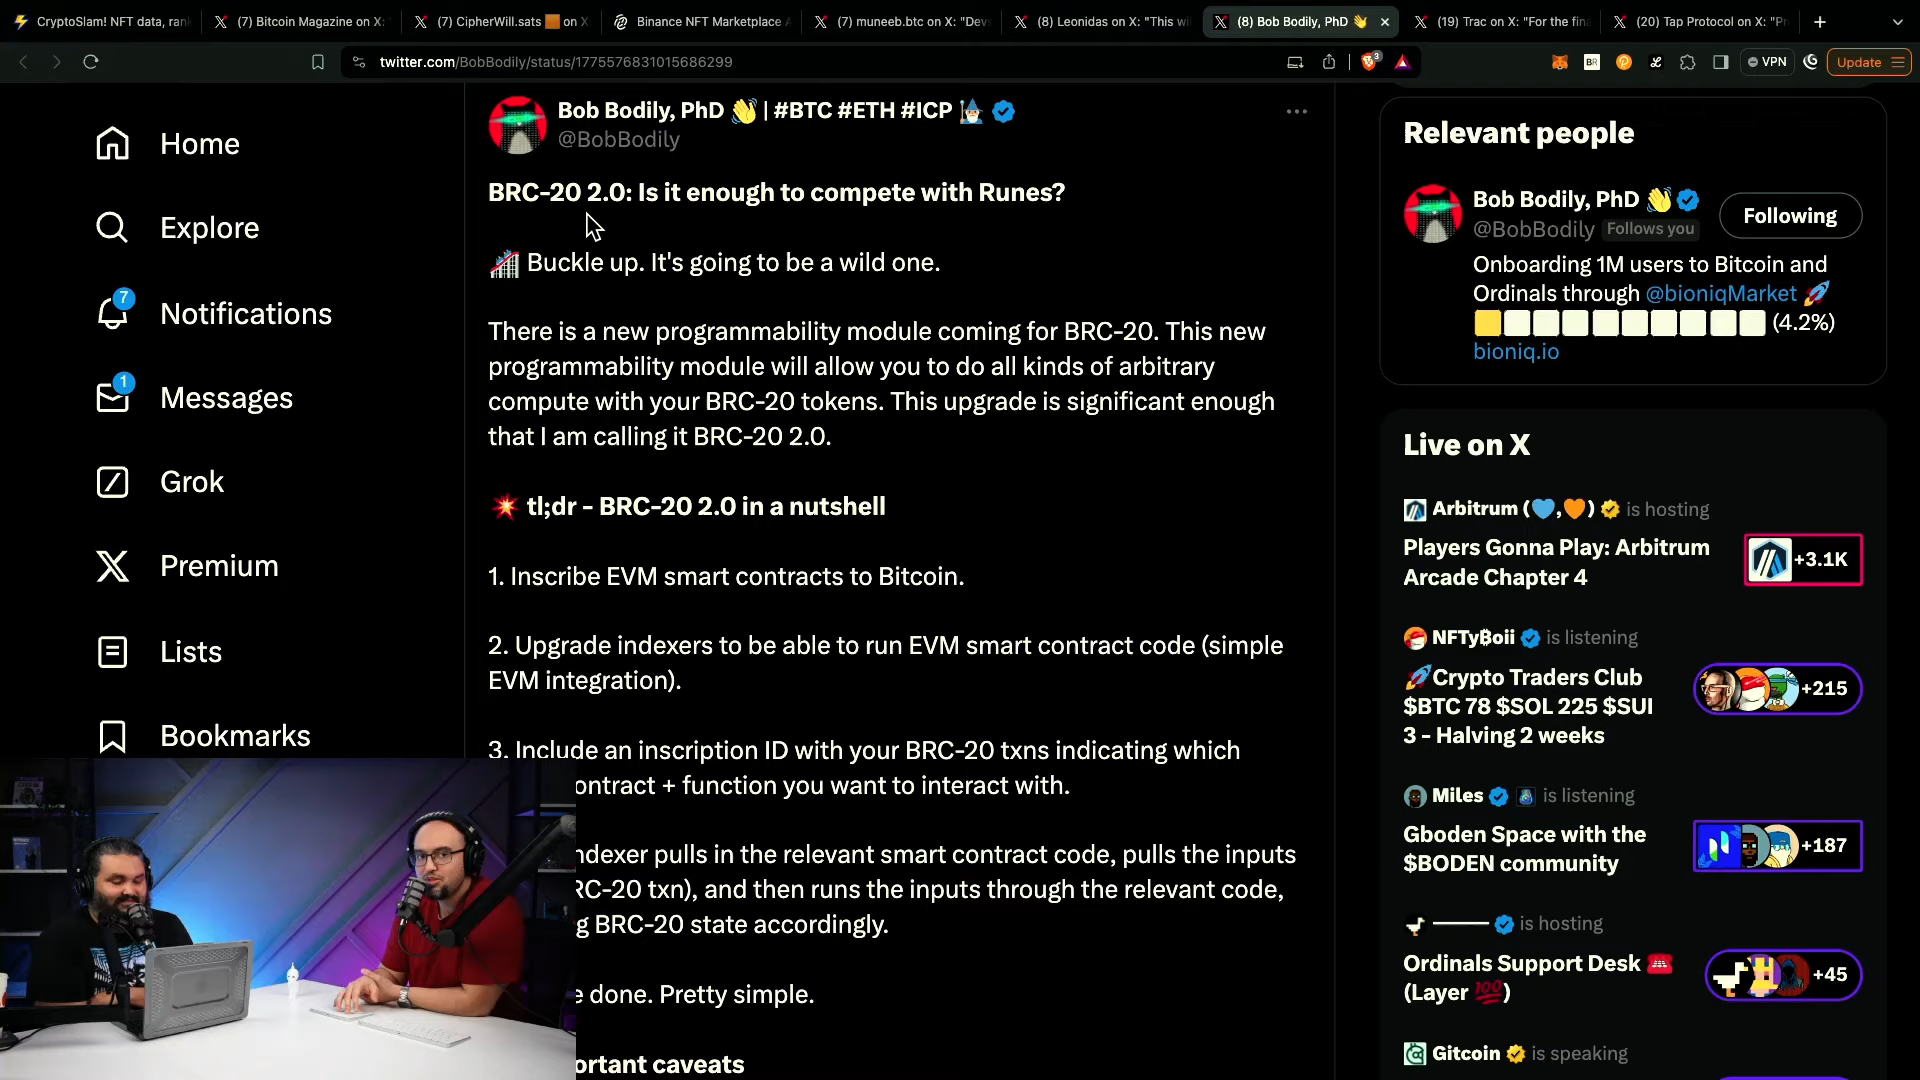 CryptoSlam! NFT data, ran
(7) Bitcoin Magazine on X:
(7) CipherWill.sats 🟧 on X
Binance NFT Marketplace
(7) muneeb.btc on X: "Dev
(8) Leonidas on X: "This wi
(8) Bob Bodily, PhD 👋
(19) Trac on X: "For the fina
(20) Tap Protocol on X: "Pr
twitter.com/BobBodily/status/1775576831015686299
3
BR
VPN
Update
Home
Explore
7
Notifications
1
Messages
Grok
Premium
Lists
Bookmarks
Bob Bodily, PhD 👋 | #BTC #ETH #ICP 🧙‍♂️
@BobBodily
BRC-20 2.0: Is it enough to compete with Runes?
🎢 Buckle up. It's going to be a wild one.
There is a new programmability module coming for BRC-20. This new
programmability module will allow you to do all kinds of arbitrary
compute with your BRC-20 tokens. This upgrade is significant enough
that I am calling it BRC-20 2.0.
💥 tl;dr - BRC-20 2.0 in a nutshell
1. Inscribe EVM smart contracts to Bitcoin.
2. Upgrade indexers to be able to run EVM smart contract code (simple
EVM integration).
3. Include an inscription ID with your BRC-20 txns indicating which
ontract + function you want to interact with.
ndexer pulls in the relevant smart contract code, pulls the inputs
RC-20 txn), and then runs the inputs through the relevant code,
g BRC-20 state accordingly.
e done. Pretty simple.
ortant caveats
Relevant people
Bob Bodily, PhD 👋
@BobBodily Follows you
Following
Onboarding 1M users to Bitcoin and
Ordinals through @bioniqMarket 🚀
🟨⬜⬜⬜⬜⬜⬜⬜⬜⬜ (4.2%)
bioniq.io
Live on X
Arbitrum (💙,🧡) is hosting
Players Gonna Play: Arbitrum
Arcade Chapter 4
+3.1K
NFTy₿oii is listening
🚀Crypto Traders Club
$BTC 78 $SOL 225 $SUI
3 - Halving 2 weeks
+215
Miles is listening
Gboden Space with the
$BODEN community
+187
is hosting
Ordinals Support Desk ☎️
(Layer 💯)
+45
Gitcoin is speaking